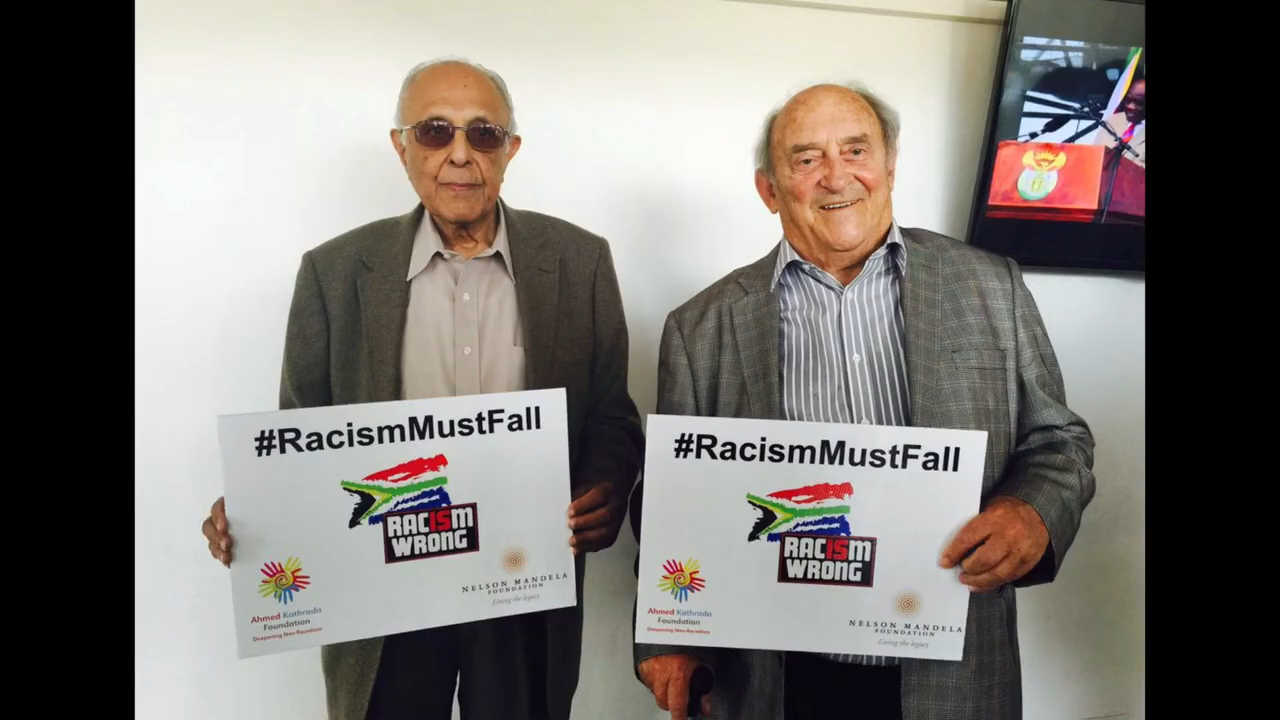 #RacismMustFall
RACISM
WRONG
Ahmed Kathrada
Foundation
Deepening Non-Racialism
NELSON MANDELA
FOUNDATION
Living the legacy
#RacismMustFall
RACISM
WRONG
Ahmed Kathrada
Foundation
Deepening Non-Racialism
NELSON MANDELA
FOUNDATION
Living the legacy